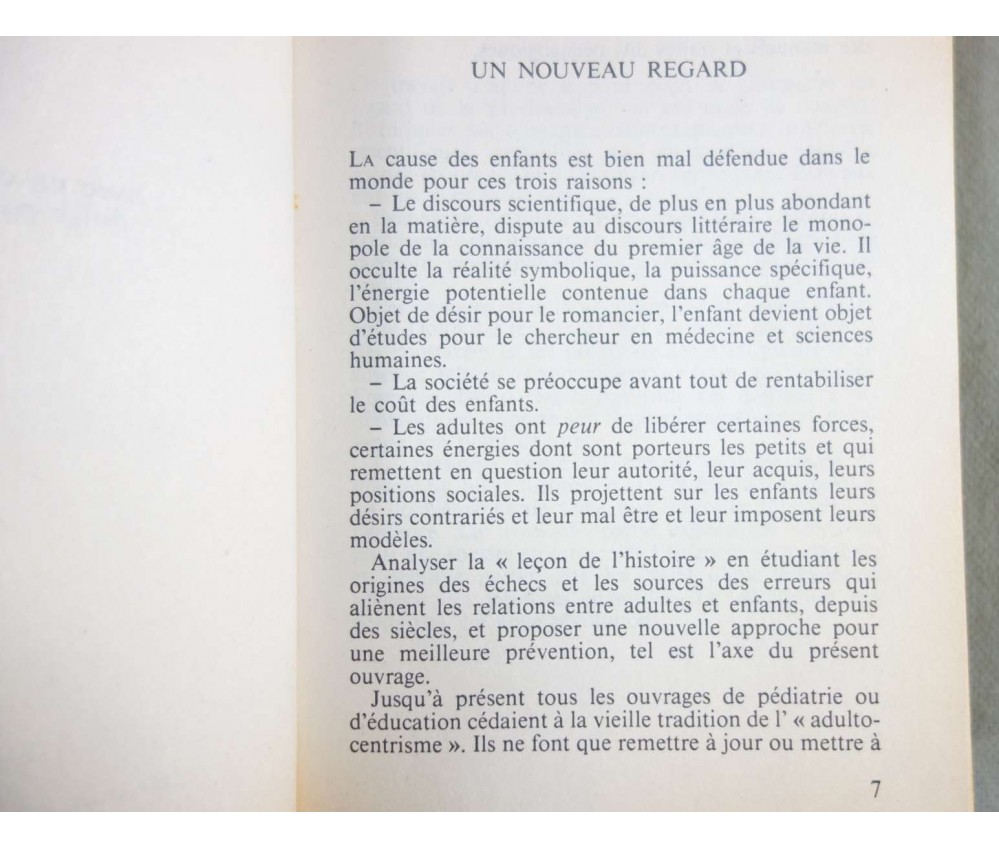 UN NOUVEAU REGARD
LA cause des enfants est bien mal défendue dans le
monde pour ces trois raisons :
– Le discours scientifique, de plus en plus abondant
en la matière, dispute au discours littéraire le mono-
pole de la connaissance du premier âge de la vie. Il
occulte la réalité symbolique, la puissance spécifique,
l'énergie potentielle contenue dans chaque enfant.
Objet de désir pour le romancier, l'enfant devient objet
d'études pour le chercheur en médecine et sciences
humaines.
– La société se préoccupe avant tout de rentabiliser
le coût des enfants.
– Les adultes ont peur de libérer certaines forces,
certaines énergies dont sont porteurs les petits et qui
remettent en question leur autorité, leur acquis, leurs
positions sociales. Ils projettent sur les enfants leurs
désirs contrariés et leur mal être et leur imposent leurs
modèles.
Analyser la « leçon de l'histoire » en étudiant les
origines des échecs et les sources des erreurs qui
aliènent les relations entre adultes et enfants, depuis
des siècles, et proposer une nouvelle approche pour
une meilleure prévention, tel est l'axe du présent
ouvrage.
Jusqu'à présent tous les ouvrages de pédiatrie ou
d'éducation cédaient à la vieille tradition de l' « adulto-
centrisme ». Ils ne font que remettre à jour ou mettre à
7